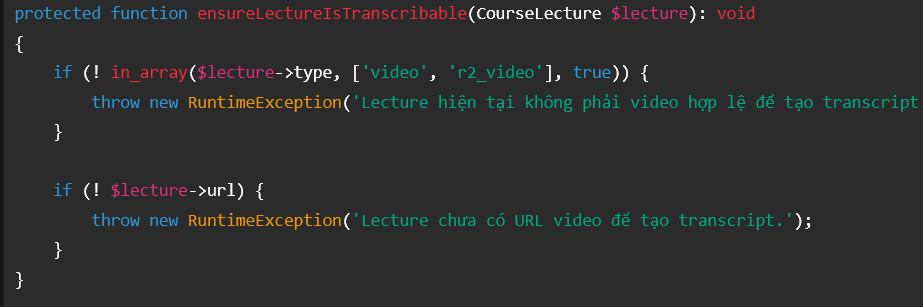 protected function ensureLectureIsTranscribable(CourseLecture $lecture): void
{
    if (! in_array($lecture->type, ['video', 'r2_video'], true)) {
        throw new RuntimeException('Lecture hiện tại không phải video hợp lệ để tạo transcript
    }

    if (! $lecture->url) {
        throw new RuntimeException('Lecture chưa có URL video để tạo transcript.');
    }
}